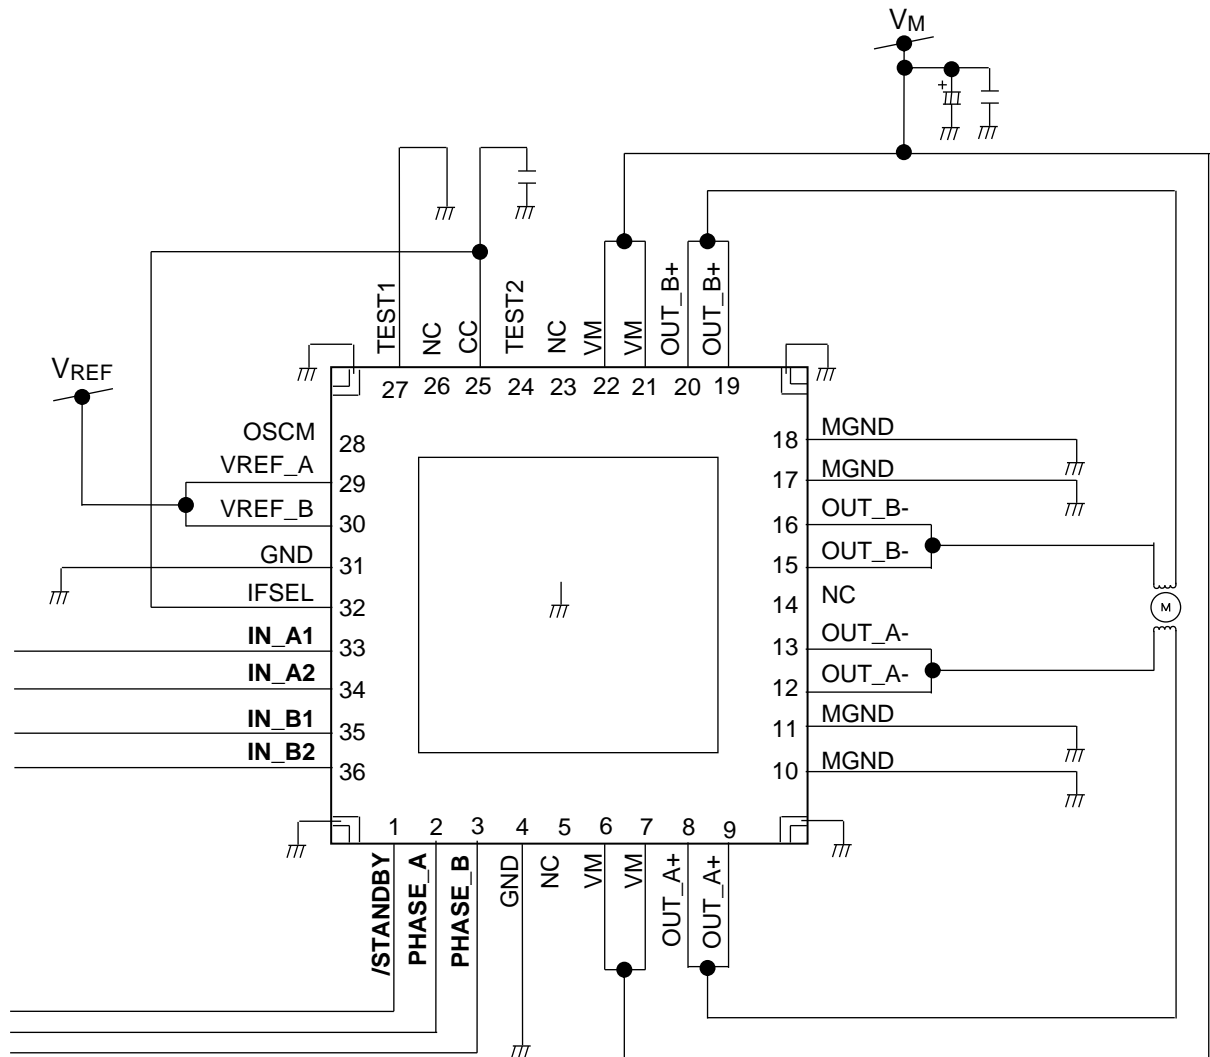 VM
+
TEST1
NC
CC
TEST2
NC
VM
VM
OUT_B+
OUT_B+
27
26
25
24
23
22
21
20
19
VREF
OSCM
28
VREF_A
29
VREF_B
30
GND
31
IFSEL
32
IN_A1
33
IN_A2
34
IN_B1
35
IN_B2
36
18
MGND
17
MGND
16
OUT_B-
15
OUT_B-
14
NC
13
OUT_A-
12
OUT_A-
11
MGND
10
MGND
M
1
2
3
4
5
6
7
8
9
/STANDBY
PHASE_A
PHASE_B
GND
NC
VM
VM
OUT_A+
OUT_A+